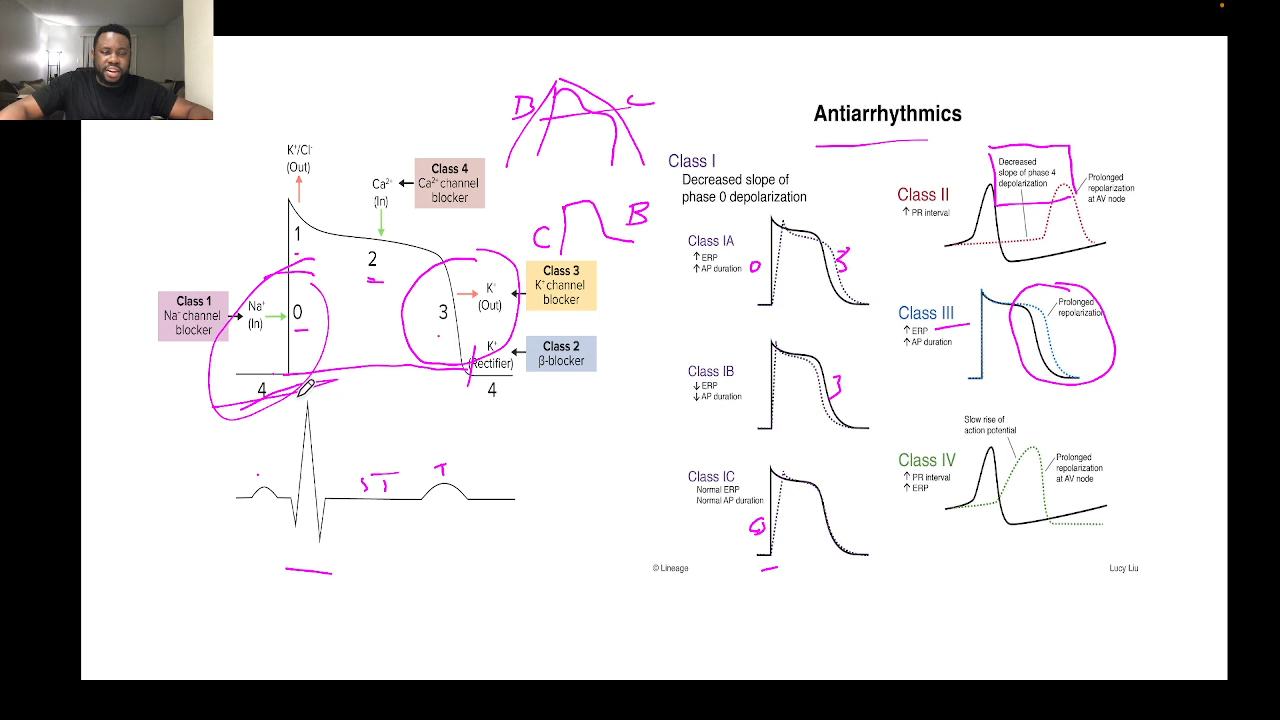 Antiarrhythmics
K⁺/Cl⁻
(Out)
Ca²⁺
(In)
Class 4
Ca²⁺ channel
blocker
1
2
0
3
4
4
Class 1
Na⁺ channel
blocker
Na⁺
(In)
K⁺
(Out)
Class 3
K⁺ channel
blocker
K⁺
(Rectifier)
Class 2
β-blocker
B
C
C
B
ST
T
Class I
Decreased slope of
phase 0 depolarization
Class IA
↑ ERP
↑ AP duration
0
3
Class IB
↓ ERP
↓ AP duration
3
Class IC
Normal ERP
Normal AP duration
Class II
↑ PR interval
Decreased
slope of phase 4
depolarization
Prolonged
repolarization
at AV node
Class III
↑ ERP
↑ AP duration
Prolonged
repolarization
Class IV
↑ PR interval
↑ ERP
Slow rise of
action potential
Prolonged
repolarization
at AV node
© Lineage
Lucy Liu